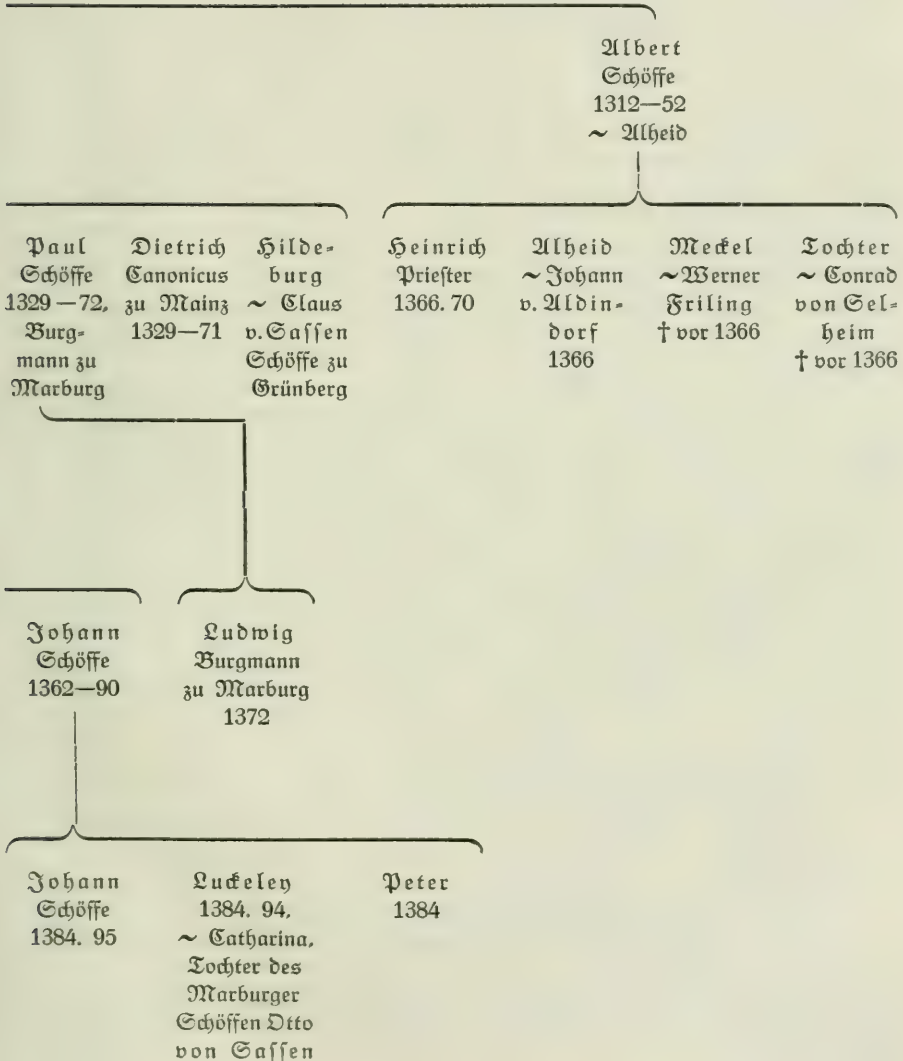 Albert
Schöffe
1312—52
~ Alheid
Paul
Schöffe
1329—72,
Burg-
mann zu
Marburg
Dietrich
Canonicus
zu Mainz
1329—71
Hilde-
burg
~ Claus
v. Sassen
Schöffe zu
Grünberg
Heinrich
Priester
1366. 70
Alheid
~ Johann
v. Aldin-
dorf
1366
Meckel
~ Werner
Friling
† vor 1366
Tochter
~ Conrad
von Sel-
heim
† vor 1366
Johann
Schöffe
1362—90
Ludwig
Burgmann
zu Marburg
1372
Johann
Schöffe
1384. 95
Luckeley
1384. 94,
~ Catharina,
Tochter des
Marburger
Schöffen Otto
von Sassen
Peter
1384